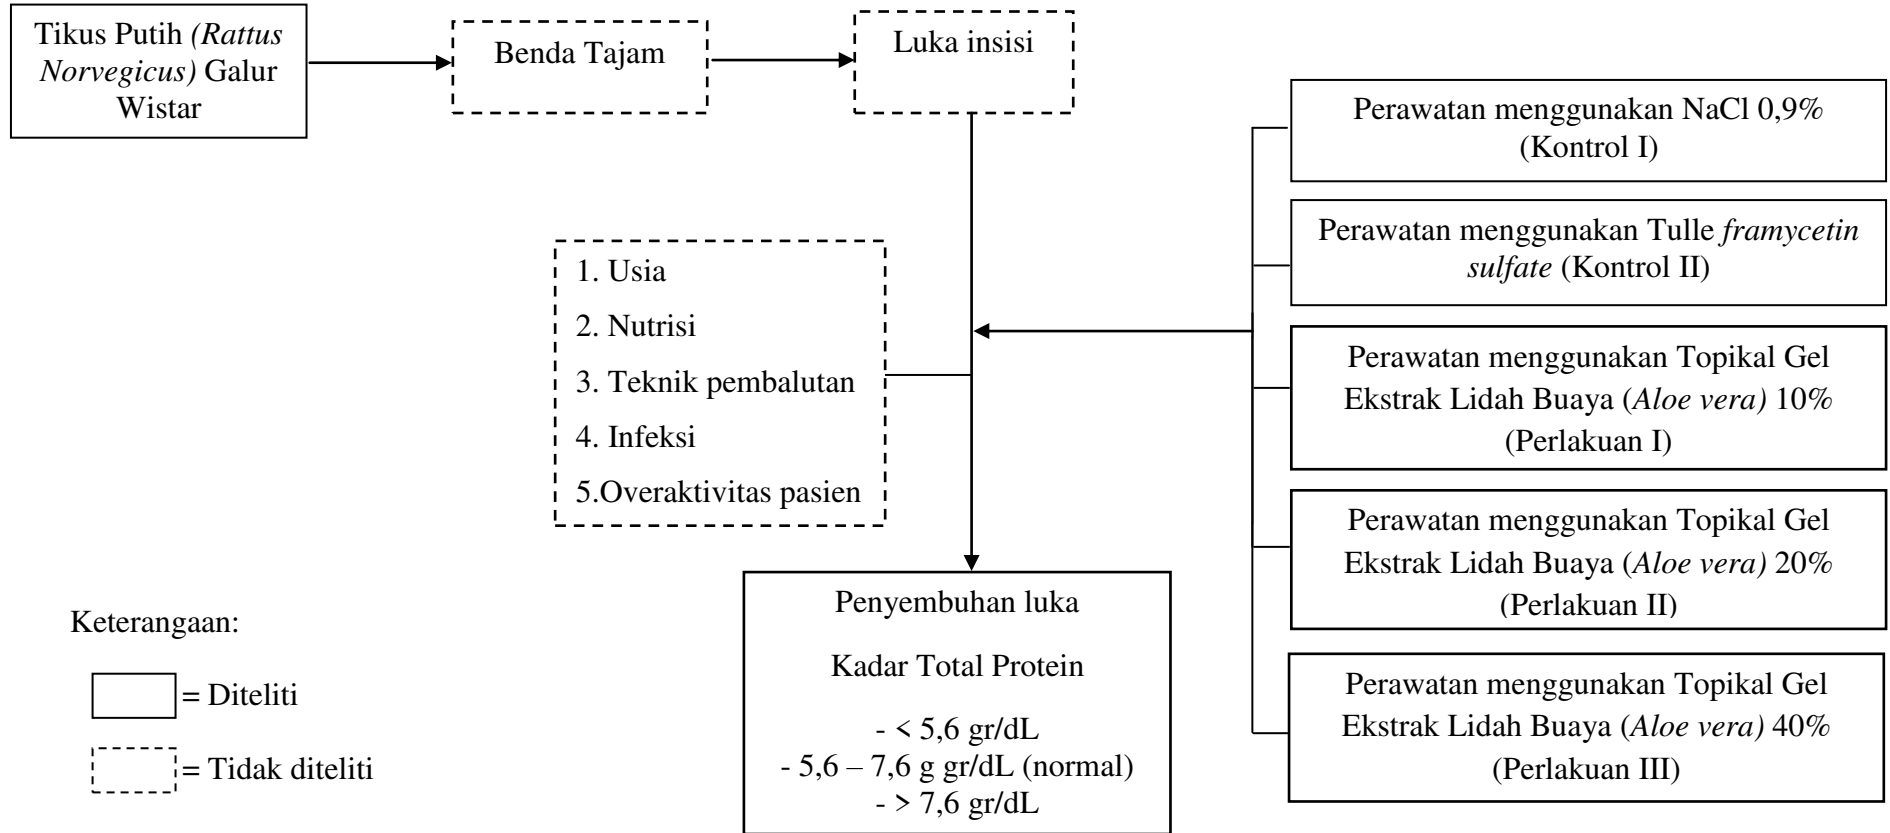 Tikus Putih (Rattus
Norvegicus) Galur
Wistar
Benda Tajam
Luka insisi
Perawatan menggunakan NaCl 0,9%
(Kontrol I)
Perawatan menggunakan Tulle framycetin
sulfate (Kontrol II)
1. Usia
2. Nutrisi
3. Teknik pembalutan
4. Infeksi
5.Overaktivitas pasien
Perawatan menggunakan Topikal Gel
Ekstrak Lidah Buaya (Aloe vera) 10%
(Perlakuan I)
Perawatan menggunakan Topikal Gel
Ekstrak Lidah Buaya (Aloe vera) 20%
(Perlakuan II)
Perawatan menggunakan Topikal Gel
Ekstrak Lidah Buaya (Aloe vera) 40%
(Perlakuan III)
Penyembuhan luka
Kadar Total Protein
- < 5,6 gr/dL
- 5,6 – 7,6 g gr/dL (normal)
- > 7,6 gr/dL
Keterangaan:
= Diteliti
= Tidak diteliti